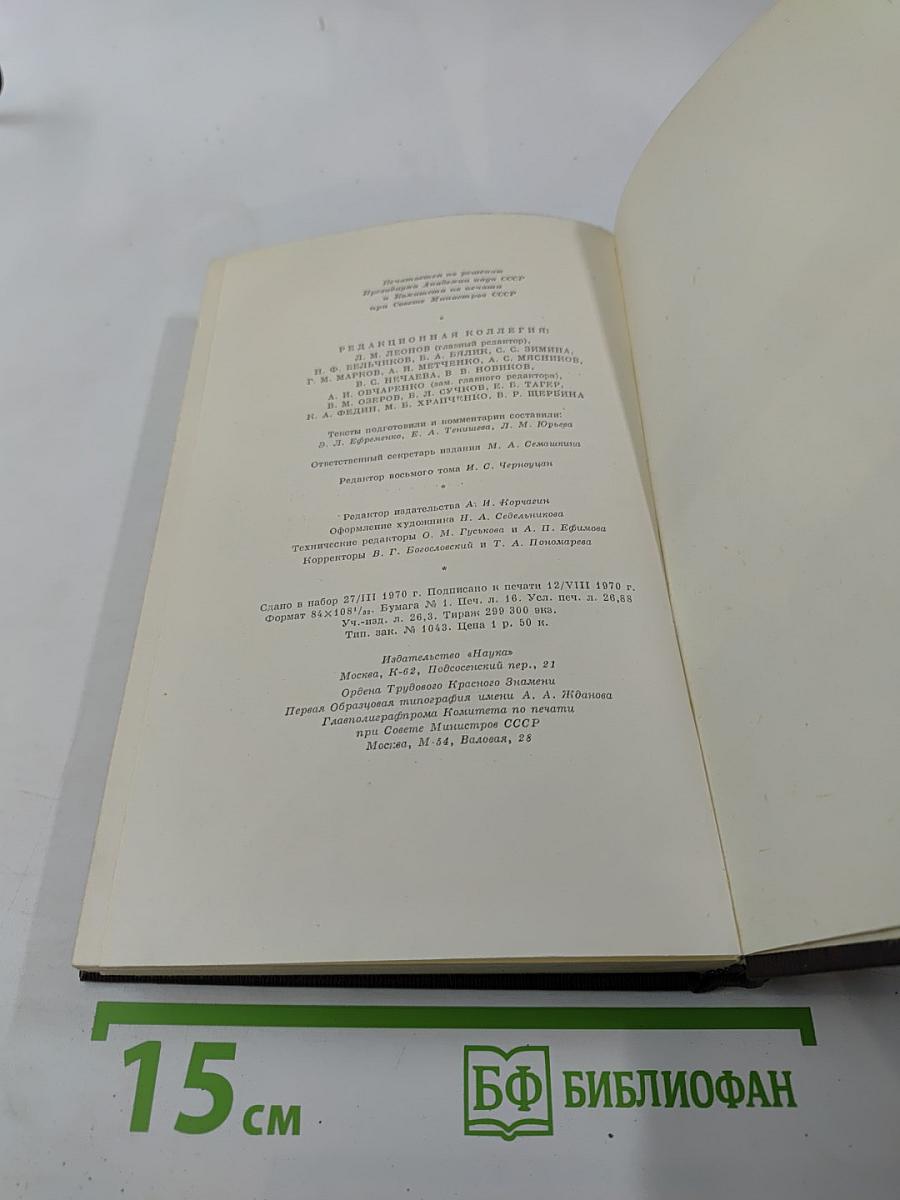 Печатается по решению
Президиума Академии наук СССР
и Комитета по печати
при Совете Министров СССР
*
РЕДАКЦИОННАЯ КОЛЛЕГИЯ:
Л. М. ЛЕОНОВ (главный редактор),
Н. Ф. БЕЛЬЧИКОВ, Б. А. БЯЛИК, С. С. ЗИМИНА,
Г. М. МАРКОВ, А. И. МЕТЧЕНКО, А. С. МЯСНИКОВ,
В. С. НЕЧАЕВА, В. В. НОВИКОВ,
А. И. ОВЧАРЕНКО (зам. главного редактора),
В. М. ОЗЕРОВ, Б. Л. СУЧКОВ, Е. Б. ТАГЕР,
К. А. ФЕДИН, М. Б. ХРАПЧЕНКО, В. Р. ЩЕРБИНА
Тексты подготовили и комментарии составили:
Э. Л. Ефременко, Е. А. Тенишева, Л. М. Юрьева
Ответственный секретарь издания М. А. Семашкина
Редактор восьмого тома И. С. Черноуцан
*
Редактор издательства А. И. Корчагин
Оформление художника Н. А. Седельникова
Технические редакторы О. М. Гуськова и А. П. Ефимова
Корректоры В. Г. Богословский и Т. А. Пономарева
*
Сдано в набор 27/III 1970 г. Подписано к печати 12/VIII 1970 г.
Формат 84×108¹/₃₂. Бумага № 1. Печ. л. 16. Усл. печ. л. 26,88
Уч.-изд. л. 26,3. Тираж 299 300 экз.
Тип. зак. № 1043. Цена 1 р. 50 к.
Издательство «Наука»
Москва, К-62, Подсосенский пер., 21
Ордена Трудового Красного Знамени
Первая Образцовая типография имени А. А. Жданова
Главполиграфпрома Комитета по печати
при Совете Министров СССР
Москва, М-54, Валовая, 28
15 см
БФ БИБЛИОФАН